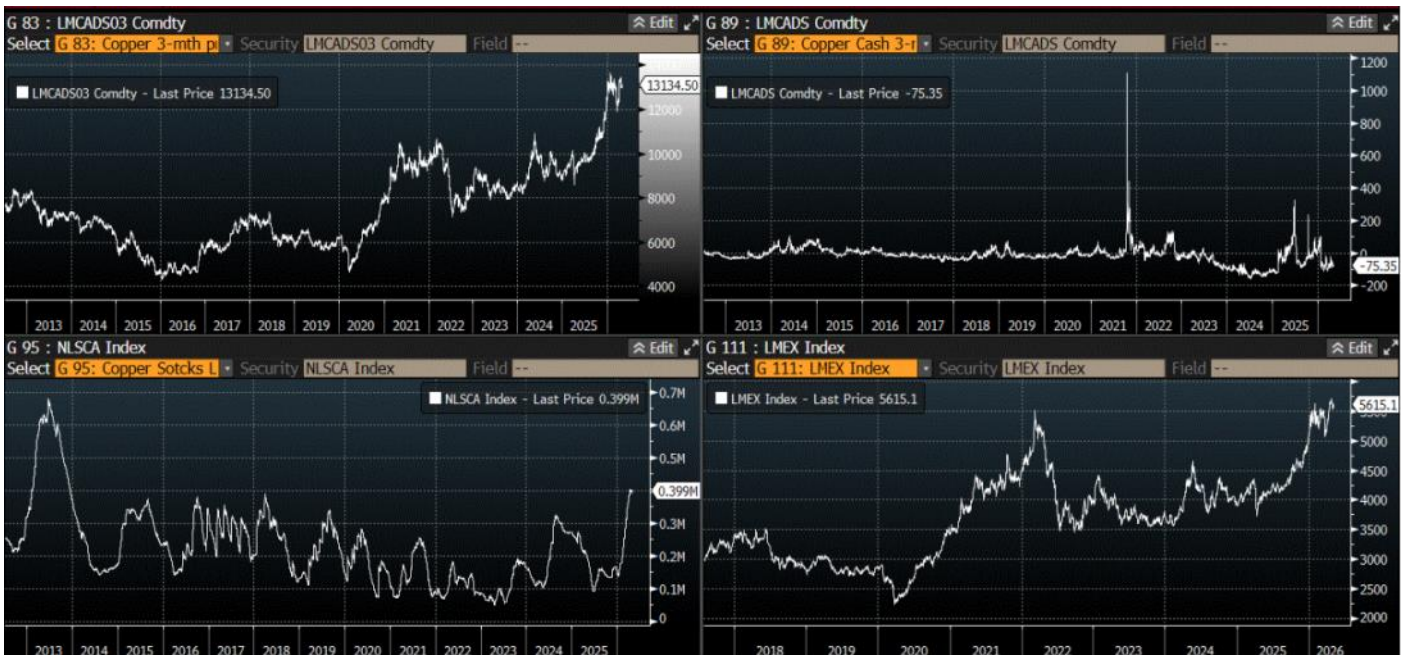 G 83 : LMCADS03 Comdty
Edit
Select G 83: Copper 3-mth p Security LMCADS03 Comdty Field --
LMCADS03 Comdty - Last Price 13134.50
13134.50
12000
10000
8000
6000
4000
2013 2014 2015 2016 2017 2018 2019 2020 2021 2022 2023 2024 2025
G 89 : LMCADS Comdty
Edit
Select G 89: Copper Cash 3- Security LMCADS Comdty Field --
LMCADS Comdty - Last Price -75.35
1200
1000
800
600
400
200
0
-75.35
-200
2013 2014 2015 2016 2017 2018 2019 2020 2021 2022 2023 2024 2025
G 95 : NLSCA Index
Edit
Select G 95: Copper Sotcks L Security NLSCA Index Field --
NLSCA Index - Last Price 0.399M
0.7M
0.6M
0.5M
0.399M
0.3M
0.2M
0.1M
0
2013 2014 2015 2016 2017 2018 2019 2020 2021 2022 2023 2024 2025
G 111 : LMEX Index
Edit
Select G 111: LMEX Index Security LMEX Index Field --
LMEX Index - Last Price 5615.1
5615.1
5500
5000
4500
4000
3500
3000
2500
2000
2018 2019 2020 2021 2022 2023 2024 2025 2026